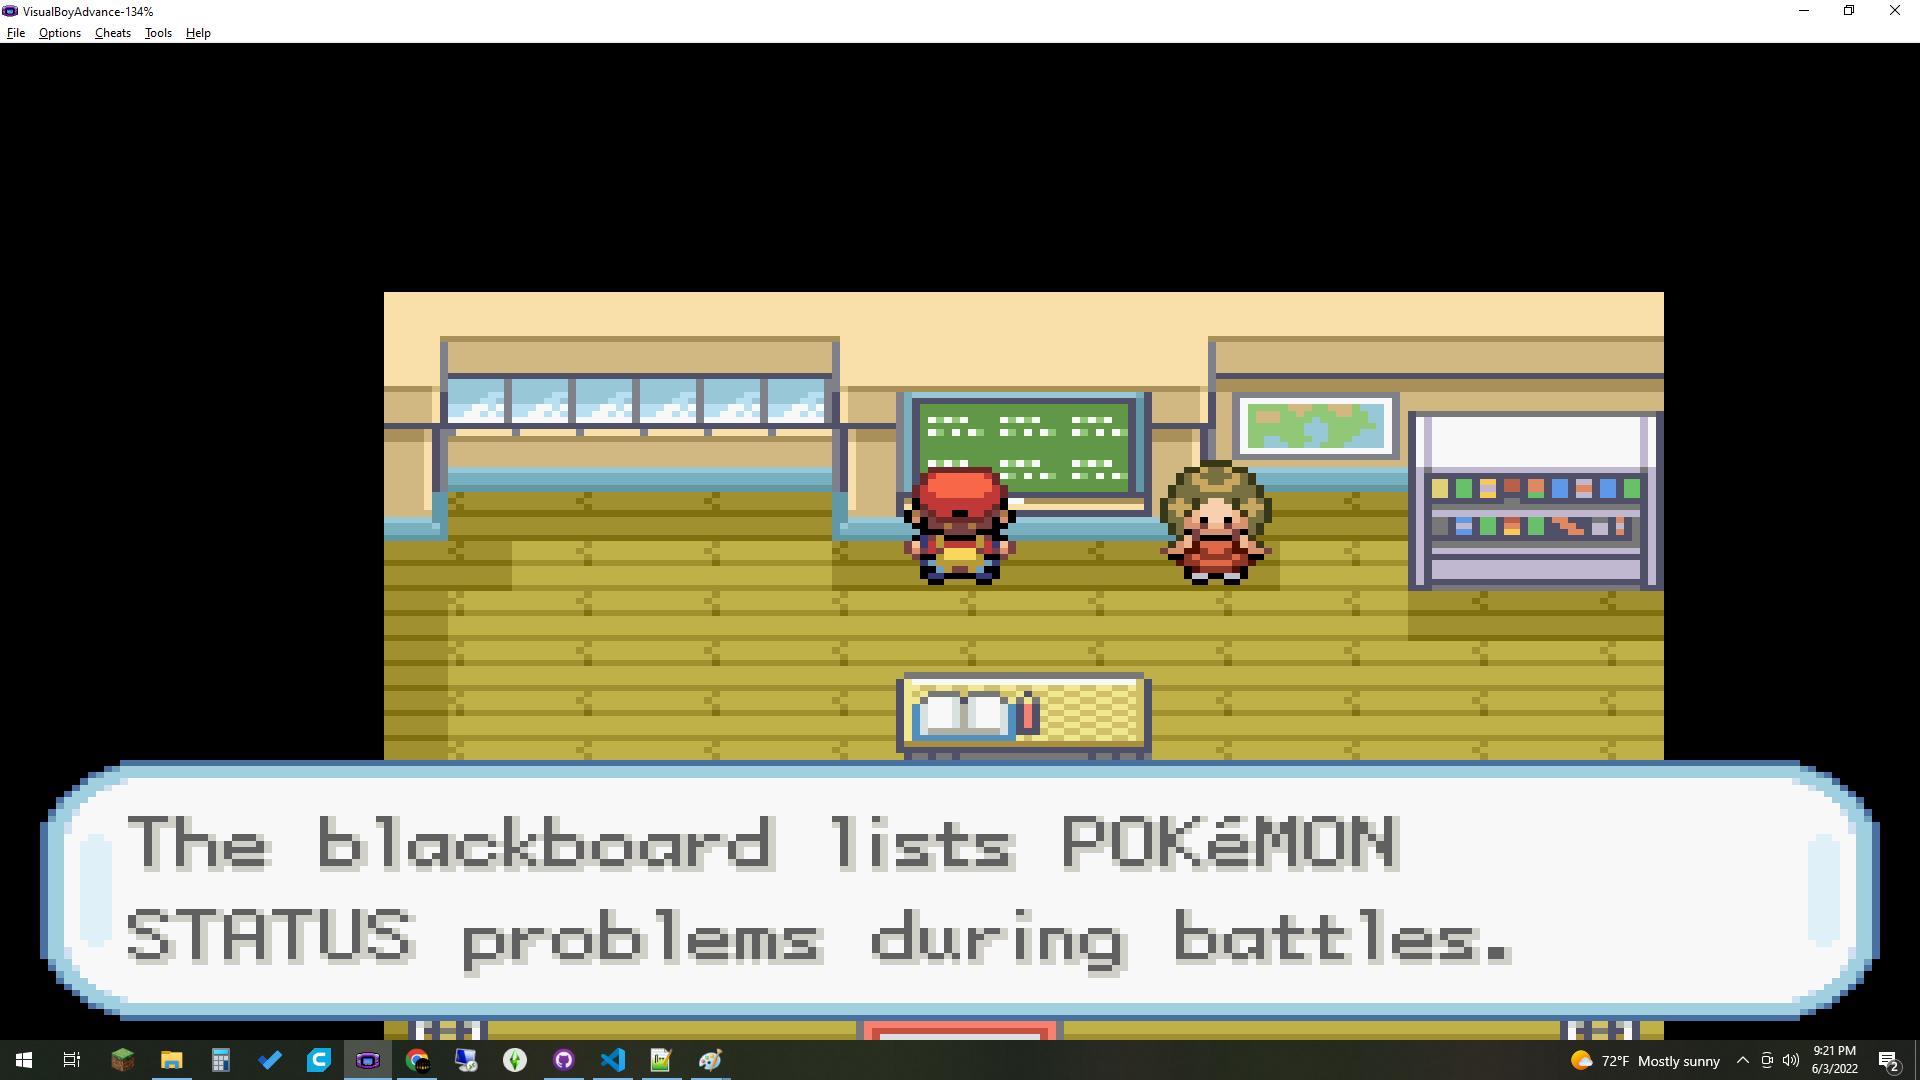 VisualBoyAdvance-134%
File Options Cheats Tools Help
The blackboard lists POKéMON
STATUS problems during battles.
72°F Mostly sunny
9:21 PM
6/3/2022
2